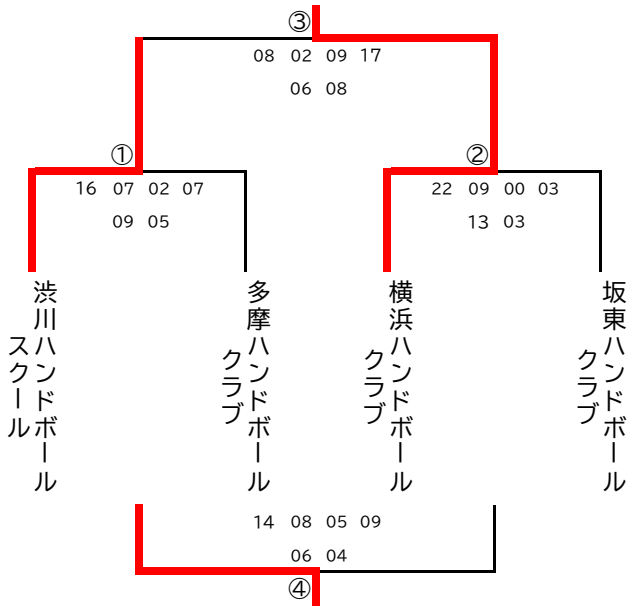 ③
08 02 09 17
06 08
①
②
16 07 02 07
22 09 00 03
09 05
13 03
渋川ハンドボール
スクール
多摩ハンドボール
クラブ
横浜ハンドボール
クラブ
坂東ハンドボール
クラブ
14 08 05 09
06 04
④